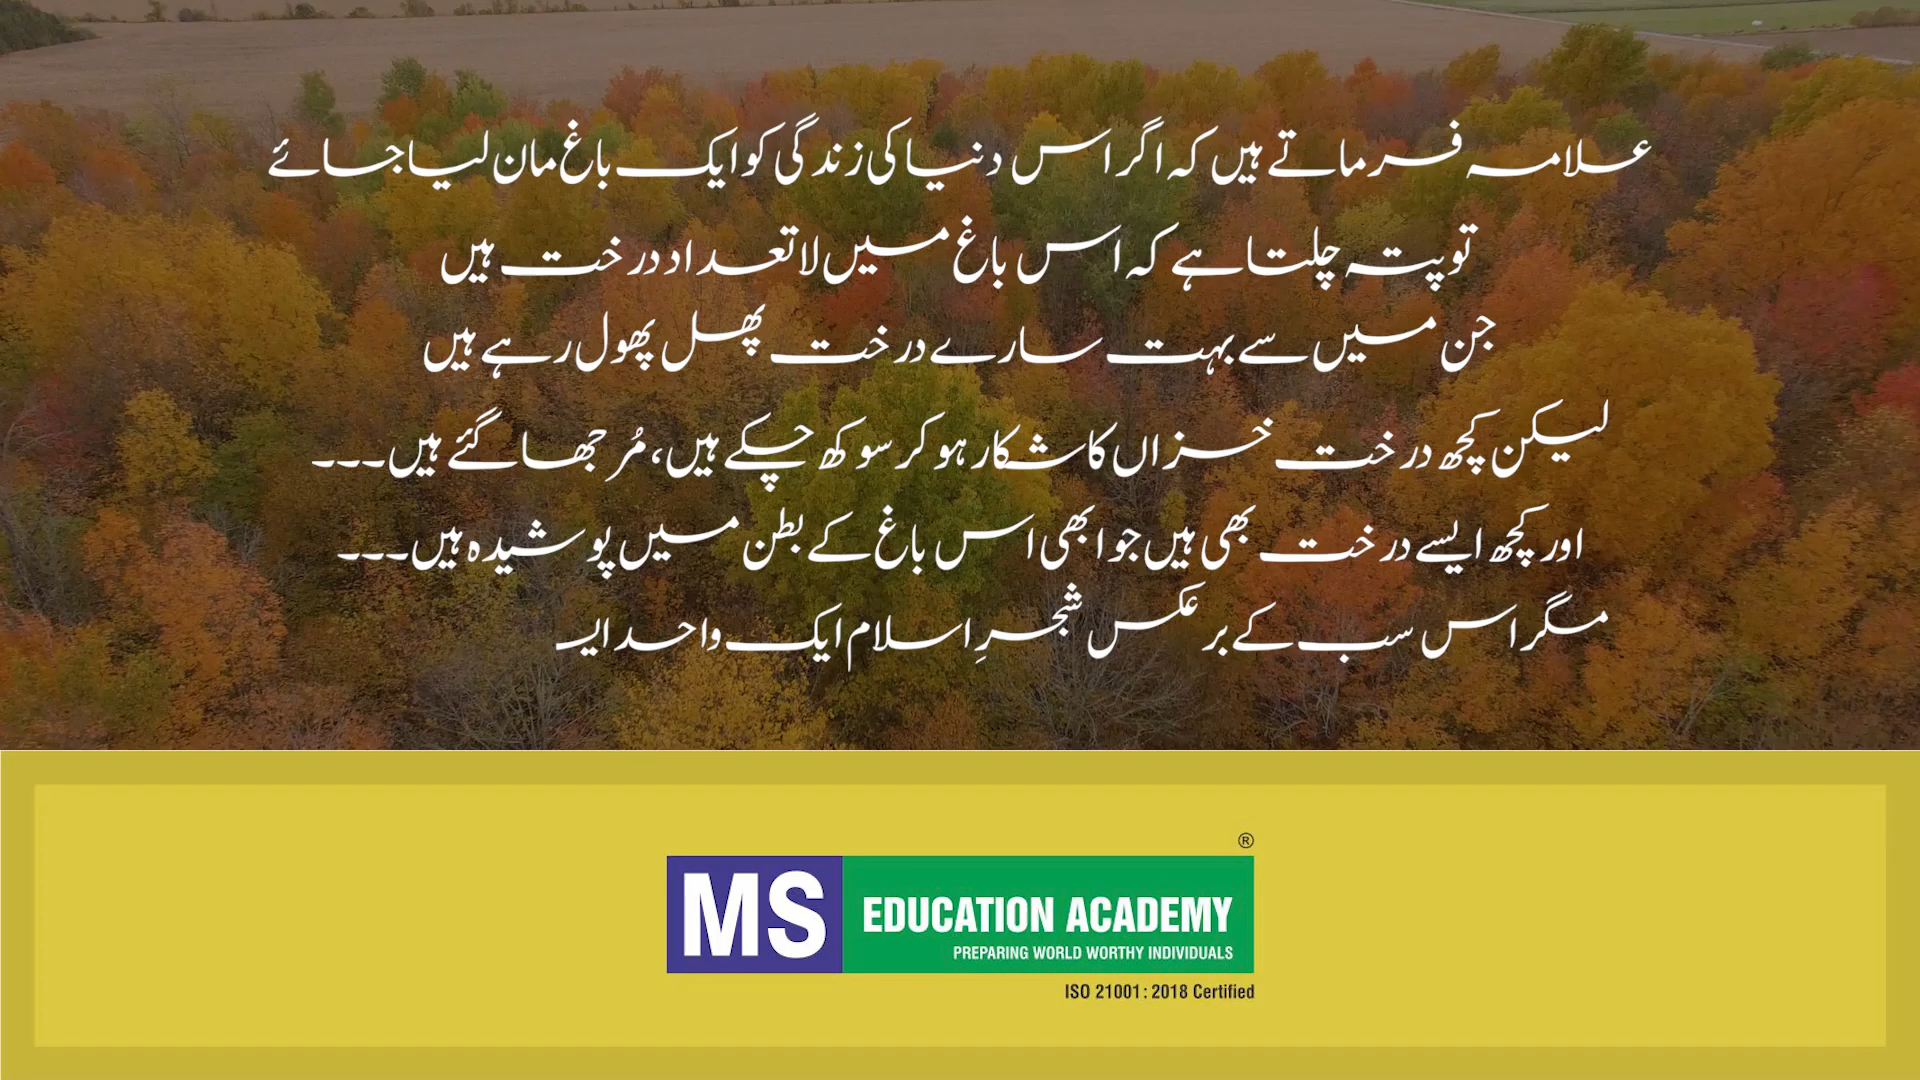 علامہ فرماتے ہیں کہ اگر اس دنیا کی زندگی کو ایک باغ مان لیا جائے
تو پتہ چلتا ہے کہ اس باغ میں لاتعداد درخت ہیں
جن میں سے بہت سارے درخت پھل پھول رہے ہیں
لیکن کچھ درخت خزاں کا شکار ہو کر سوکھ چکے ہیں، مُرجھا گئے ہیں۔۔۔
اور کچھ ایسے درخت بھی ہیں جو ابھی اس باغ کے بطن میں پوشیدہ ہیں۔۔۔
مگر اس سب کے برعکس شجرِ اسلام ایک واحد ایـ
®
MS EDUCATION ACADEMY
PREPARING WORLD WORTHY INDIVIDUALS
ISO 21001 : 2018 Certified